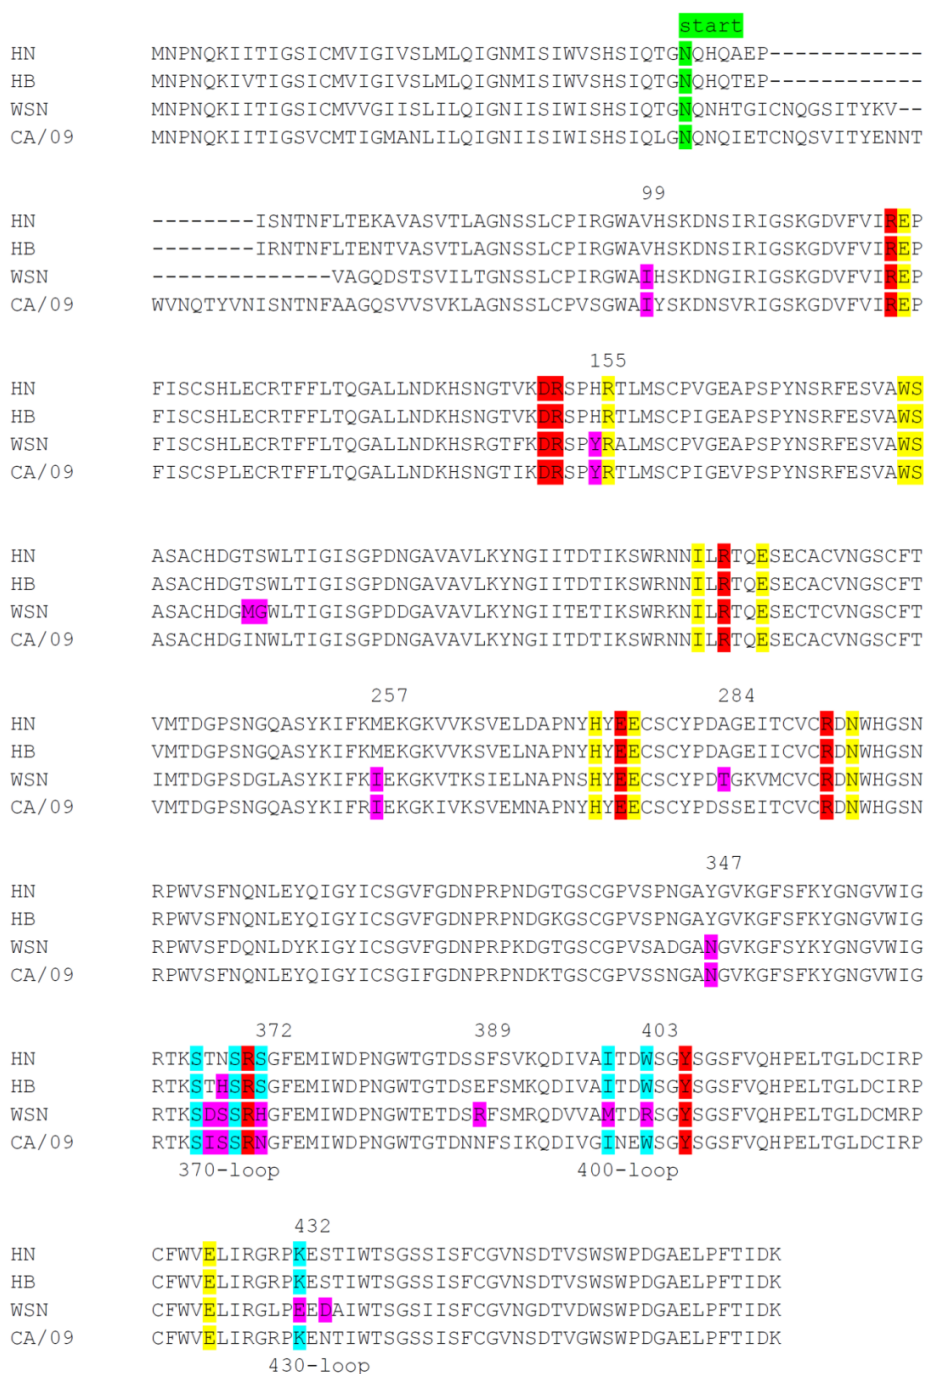 start
HN MNPNQKIITIGSICMVIGIVSLMLQIGNMISIWVSHSIQTGNQHQAEP------------
HB MNPNQKIVTIGSICMVIGIVSLMLQIGNMISIWVSHSIQTGNQHQTEP------------
WSN MNPNQKIITIGSICMVVGIISLILQIGNIISIWISHSIQTGNQNHTGICNQGSITYKV--
CA/09 MNPNQKIITIGSVCMTIGMANLILQIGNIISIWISHSIQLGNQNQIETCNQSVITYENNT
99
HN --------ISNTNFLTEKAVASVTLAGNSSLCPIRGWAVHSKDNSIRIGSKGDVFVIREP
HB --------IRNTNFLTENTVASVTLAGNSSLCPIRGWAVHSKDNSIRIGSKGDVFVIREP
WSN --------------VAGQDSTSVILTGNSSLCPIRGWAIHSKDNGIRIGSKGDVFVIREP
CA/09 WVNQTYVNISNTNFAAGQSVVSVKLAGNSSLCPVSGWAIYSKDNSVRIGSKGDVFVIREP
155
HN FISCSHLECRTFFLTQGALLNDKHSNGTVKDRSPHRTLMSCPVGEAPSPYNSRFESVAWS
HB FISCSHLECRTFFLTQGALLNDKHSNGTVKDRSPHRTLMSCPIGEAPSPYNSRFESVAWS
WSN FISCSHLECRTFFLTQGALLNDKHSRGTFKDRSPYRALMSCPVGEAPSPYNSRFESVAWS
CA/09 FISCSPLECRTFFLTQGALLNDKHSNGTIKDRSPYRTLMSCPIGEVPSPYNSRFESVAWS
HN ASACHDGTSWLTIGISGPDNGAVAVLKYNGIITDTIKSWRNNILRTQESECACVNGSCFT
HB ASACHDGTSWLTIGISGPDNGAVAVLKYNGIITDTIKSWRNNILRTQESECACVNGSCFT
WSN ASACHDGMGWLTIGISGPDDGAVAVLKYNGIITETIKSWRKNILRTQESECTCVNGSCFT
CA/09 ASACHDGINWLTIGISGPDNGAVAVLKYNGIITDTIKSWRNNILRTQESECACVNGSCFT
257 284
HN VMTDGPSNGQASYKIFKMEKGKVVKSVELDAPNYHYEECSCYPDAGEITCVCRDNWHGSN
HB VMTDGPSNGQASYKIFKMEKGKVVKSVELNAPNYHYEECSCYPDAGEIICVCRDNWHGSN
WSN IMTDGPSDGLASYKIFKIEKGKVTKSIELNAPNSHYEECSCYPDTGKVMCVCRDNWHGSN
CA/09 VMTDGPSNGQASYKIFRIEKGKIVKSVEMNAPNYHYEECSCYPDSSEITCVCRDNWHGSN
347
HN RPWVSFNQNLEYQIGYICSGVFGDNPRPNDGTGSCGPVSPNGAYGVKGFSFKYGNGVWIG
HB RPWVSFNQNLEYQIGYICSGVFGDNPRPNDGKGSCGPVSPNGAYGVKGFSFKYGNGVWIG
WSN RPWVSFDQNLDYKIGYICSGVFGDNPRPKDGTGSCGPVSADGANGVKGFSYKYGNGVWIG
CA/09 RPWVSFNQNLEYQIGYICSGIFGDNPRPNDKTGSCGPVSSNGANGVKGFSFKYGNGVWIG
372 389 403
HN RTKSTNSRSGFEMIWDPNGWTGTDSSFSVKQDIVAITDWSGYSGSFVQHPELTGLDCIRP
HB RTKSTHSRSGFEMIWDPNGWTGTDSEFSMKQDIVAITDWSGYSGSFVQHPELTGLDCIRP
WSN RTKSDSSRHGFEMIWDPNGWTETDSRFSMRQDVVAMTDRSGYSGSFVQHPELTGLDCMRP
CA/09 RTKSISSRNGFEMIWDPNGWTGTDNNFSIKQDIVGINEWSGYSGSFVQHPELTGLDCIRP
370-loop 400-loop
432
HN CFWVELIRGRPKESTIWTSGSSISFCGVNSDTVSWSWPDGAELPFTIDK
HB CFWVELIRGRPKESTIWTSGSSISFCGVNSDTVSWSWPDGAELPFTIDK
WSN CFWVELIRGLPEEDAIWTSGSIISFCGVNGDTVDWSWPDGAELPFTIDK
CA/09 CFWVELIRGRPKENTIWTSGSSISFCGVNSDTVGWSWPDGAELPFTIDK
430-loop